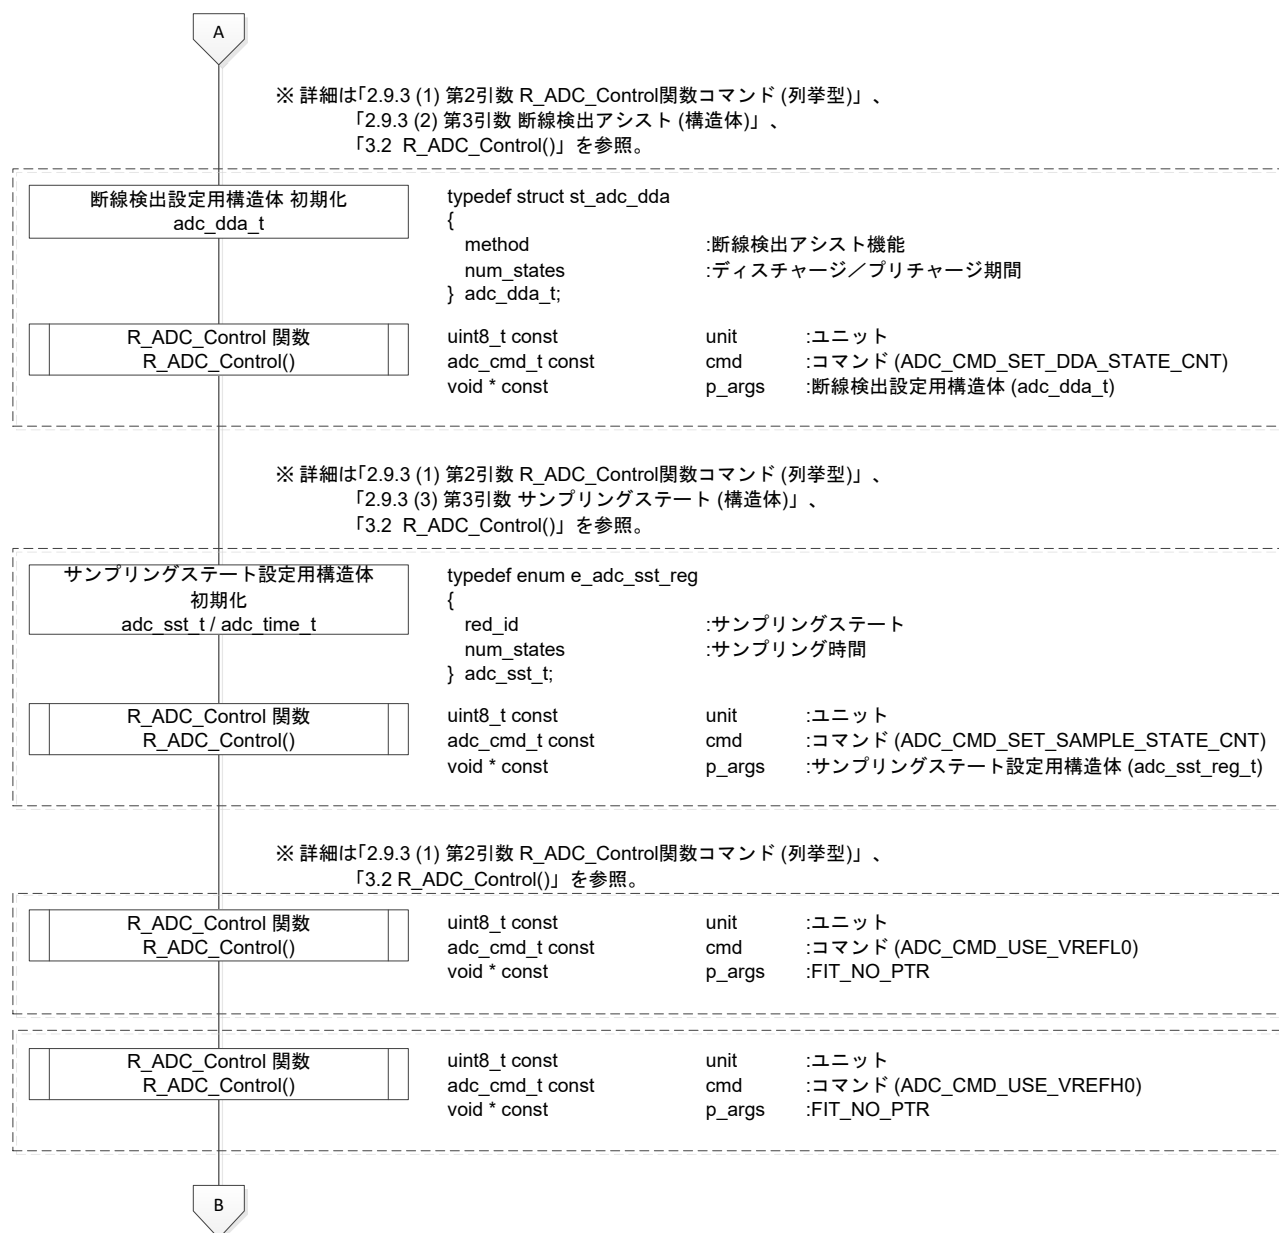 A
※ 詳細は「2.9.3 (1) 第2引数 R_ADC_Control関数コマンド (列挙型)」、
「2.9.3 (2) 第3引数 断線検出アシスト (構造体)」、
「3.2 R_ADC_Control()」を参照。
断線検出設定用構造体 初期化
adc_dda_t
typedef struct st_adc_dda
{
method :断線検出アシスト機能
num_states :ディスチャージ／プリチャージ期間
} adc_dda_t;
R_ADC_Control 関数
R_ADC_Control()
uint8_t const unit :ユニット
adc_cmd_t const cmd :コマンド (ADC_CMD_SET_DDA_STATE_CNT)
void * const p_args :断線検出設定用構造体 (adc_dda_t)
※ 詳細は「2.9.3 (1) 第2引数 R_ADC_Control関数コマンド (列挙型)」、
「2.9.3 (3) 第3引数 サンプリングステート (構造体)」、
「3.2 R_ADC_Control()」を参照。
サンプリングステート設定用構造体
初期化
adc_sst_t / adc_time_t
typedef enum e_adc_sst_reg
{
red_id :サンプリングステート
num_states :サンプリング時間
} adc_sst_t;
R_ADC_Control 関数
R_ADC_Control()
uint8_t const unit :ユニット
adc_cmd_t const cmd :コマンド (ADC_CMD_SET_SAMPLE_STATE_CNT)
void * const p_args :サンプリングステート設定用構造体 (adc_sst_reg_t)
※ 詳細は「2.9.3 (1) 第2引数 R_ADC_Control関数コマンド (列挙型)」、
「3.2 R_ADC_Control()」を参照。
R_ADC_Control 関数
R_ADC_Control()
uint8_t const unit :ユニット
adc_cmd_t const cmd :コマンド (ADC_CMD_USE_VREFL0)
void * const p_args :FIT_NO_PTR
R_ADC_Control 関数
R_ADC_Control()
uint8_t const unit :ユニット
adc_cmd_t const cmd :コマンド (ADC_CMD_USE_VREFH0)
void * const p_args :FIT_NO_PTR
B